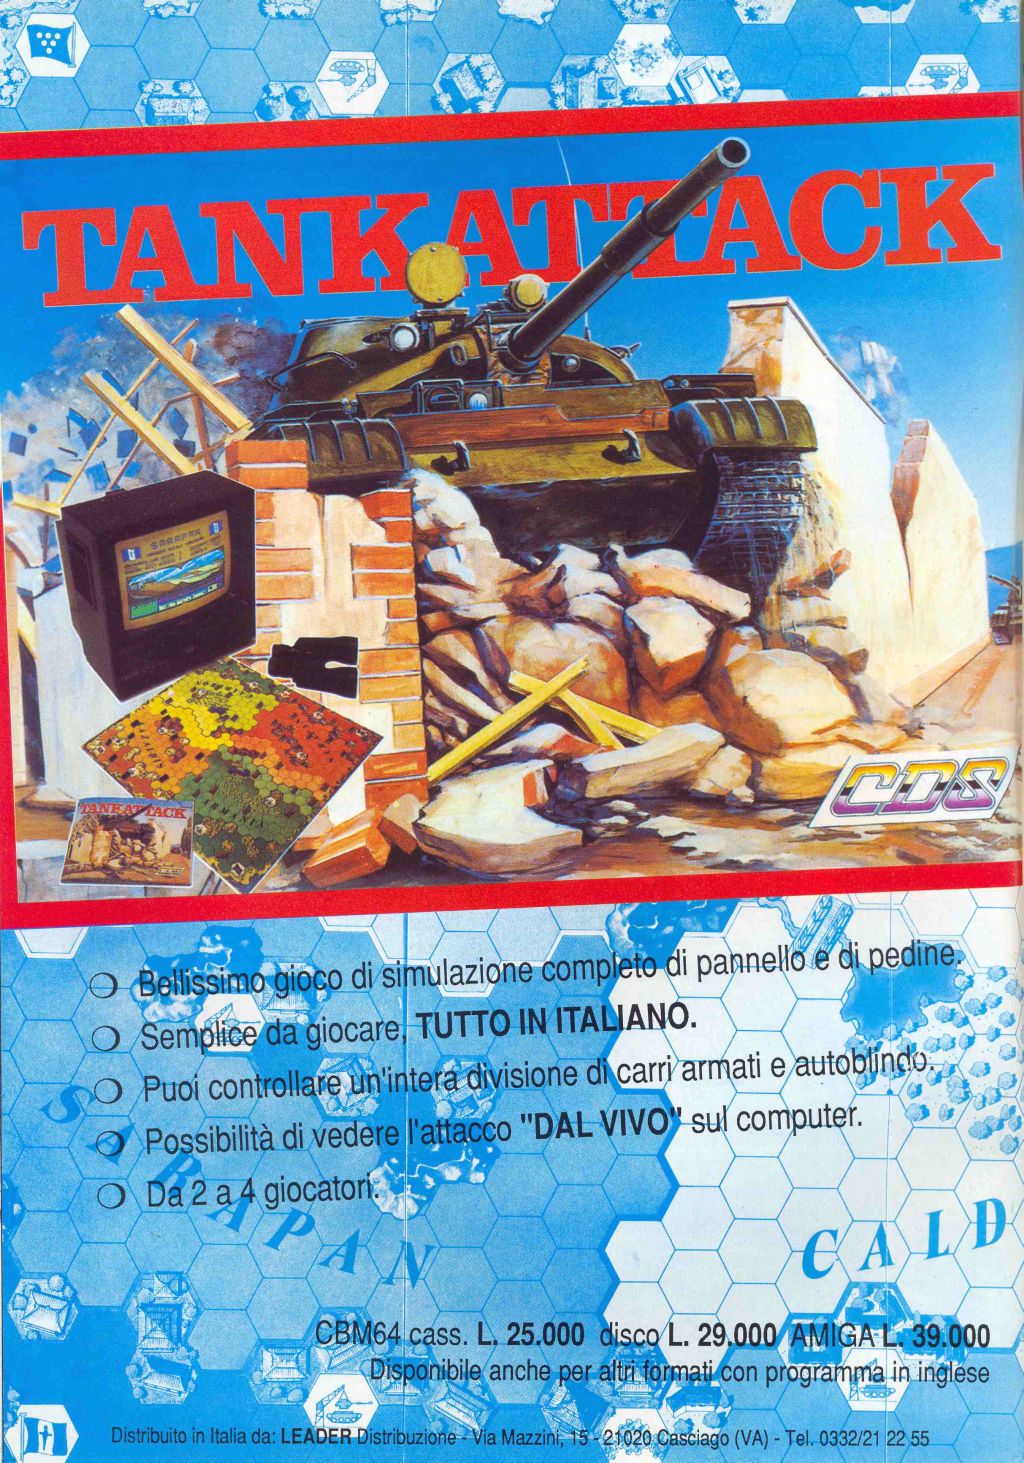 TANK ATTACK
SARAPAN
TANK ATTACK
CDS
❍ Bellissimo gioco di simulazione completo di pannello e di pedine.
❍ Semplice da giocare, TUTTO IN ITALIANO.
❍ Puoi controllare un'intera divisione di carri armati e autoblindo.
❍ Possibilità di vedere l'attacco "DAL VIVO" sul computer.
❍ Da 2 a 4 giocatori.
SARAPAN
CALD
CBM64 cass. L. 25.000 disco L. 29.000 AMIGA L. 39.000
Disponibile anche per altri formati con programma in inglese
Distribuito in Italia da: LEADER Distribuzione - Via Mazzini, 15 - 21020 Casciago (VA) - Tel. 0332/21 22 55